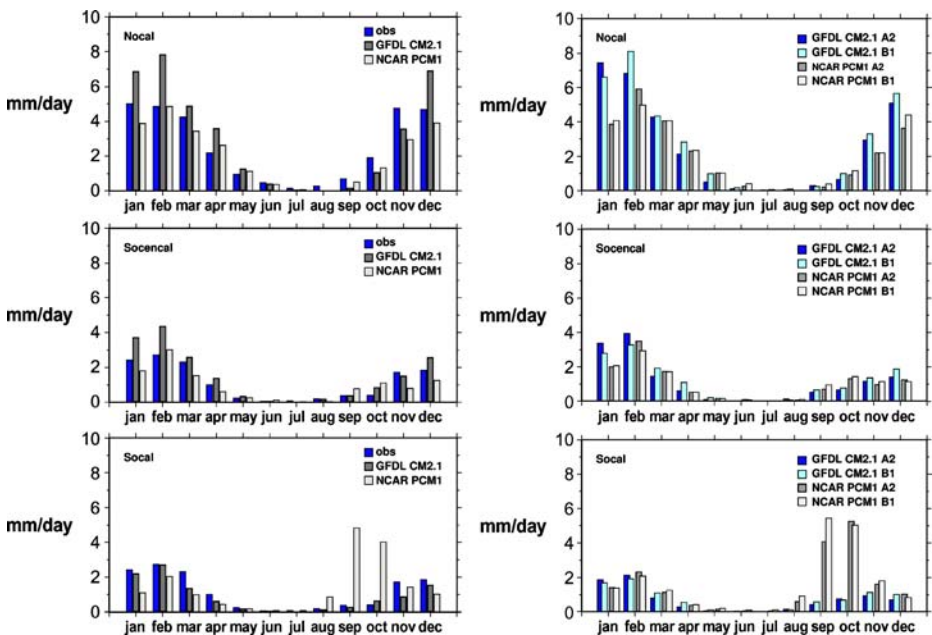 10
8
6
4
2
0
mm/day
Nocal
obs
GFDL CM2.1
NCAR PCM1
jan feb mar apr may jun jul aug sep oct nov dec
10
8
6
4
2
0
mm/day
Nocal
GFDL CM2.1 A2
GFDL CM2.1 B1
NCAR PCM1 A2
NCAR PCM1 B1
jan feb mar apr may jun jul aug sep oct nov dec
10
8
6
4
2
0
mm/day
Socencal
obs
GFDL CM2.1
NCAR PCM1
jan feb mar apr may jun jul aug sep oct nov dec
10
8
6
4
2
0
mm/day
Socencal
GFDL CM2.1 A2
GFDL CM2.1 B1
NCAR PCM1 A2
NCAR PCM1 B1
jan feb mar apr may jun jul aug sep oct nov dec
10
8
6
4
2
0
mm/day
Socal
obs
GFDL CM2.1
NCAR PCM1
jan feb mar apr may jun jul aug sep oct nov dec
10
8
6
4
2
0
mm/day
Socal
GFDL CM2.1 A2
GFDL CM2.1 B1
NCAR PCM1 A2
NCAR PCM1 B1
jan feb mar apr may jun jul aug sep oct nov dec